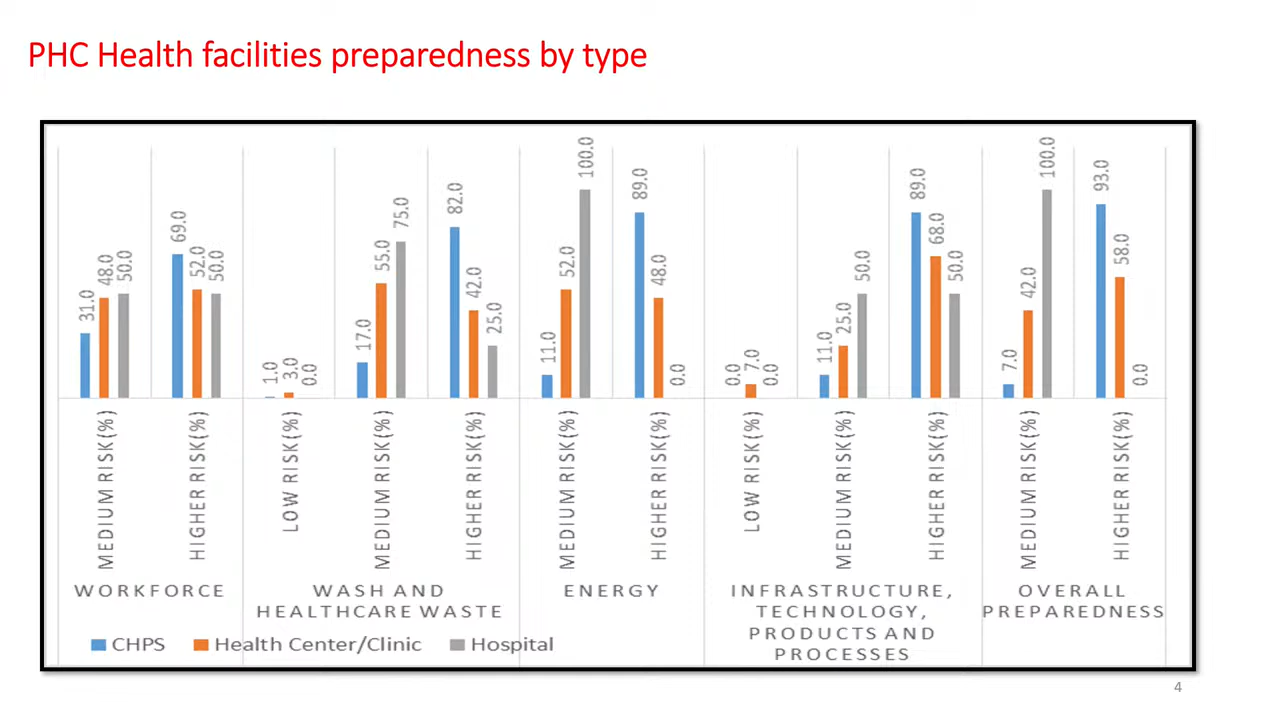 PHC Health facilities preparedness by type
31.0
48.0
50.0
69.0
52.0
50.0
1.0
3.0
0.0
17.0
55.0
75.0
82.0
42.0
25.0
11.0
52.0
100.0
89.0
48.0
0.0
0.0
7.0
0.0
11.0
25.0
50.0
89.0
68.0
50.0
7.0
42.0
100.0
93.0
58.0
0.0
MEDIUM RISK(%)
HIGHER RISK(%)
LOW RISK(%)
MEDIUM RISK(%)
HIGHER RISK(%)
MEDIUM RISK(%)
HIGHER RISK(%)
LOW RISK(%)
MEDIUM RISK(%)
HIGHER RISK(%)
MEDIUM RISK(%)
HIGHER RISK(%)
WORKFORCE
WASH AND
HEALTHCARE WASTE
ENERGY
INFRASTRUCTURE,
TECHNOLOGY,
PRODUCTS AND
PROCESSES
OVERALL
PREPAREDNESS
CHPS
Health Center/Clinic
Hospital
4